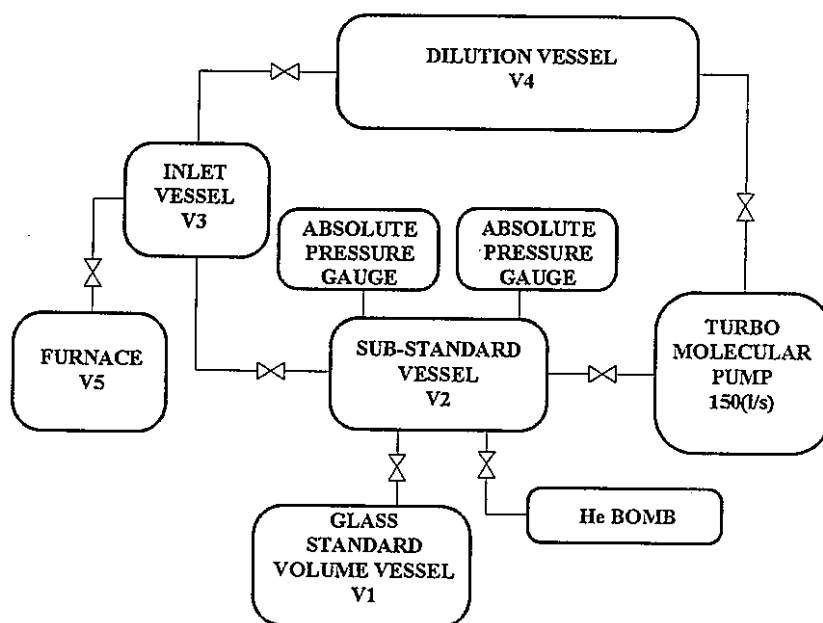 DILUTION VESSEL
V4
INLET
VESSEL
V3
ABSOLUTE
PRESSURE
GAUGE
ABSOLUTE
PRESSURE
GAUGE
FURNACE
V5
SUB-STANDARD
VESSEL
V2
TURBO
MOLECULAR
PUMP
150(l/s)
He BOMB
GLASS
STANDARD
VOLUME VESSEL
V1